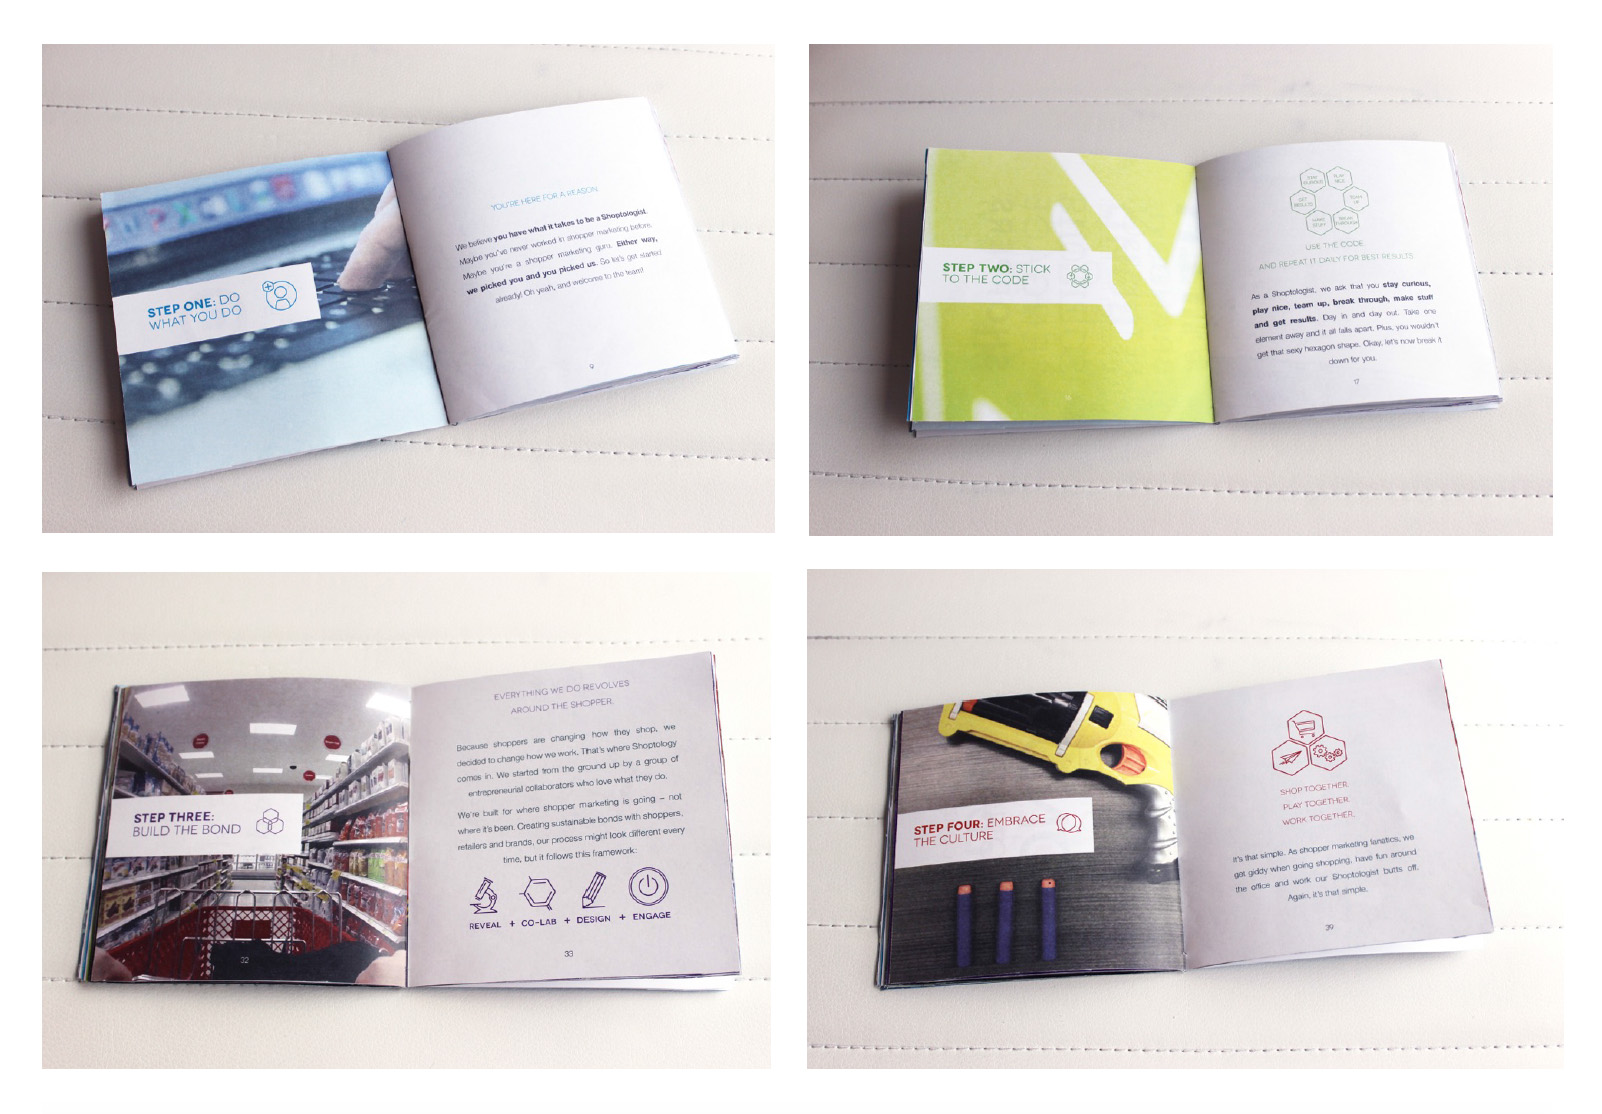 STEP ONE: DO
WHAT YOU DO
YOU'RE HERE FOR A REASON.
We believe you have what it takes to be a Shoptologist.
Maybe you've never worked in shopper marketing before.
Maybe you're a shopper marketing guru. Either way,
we picked you and you picked us. So let's get started
already! Oh yeah, and welcome to the team!
9
STEP TWO: STICK
TO THE CODE
STAY
CURIOUS
PLAY
NICE
GET
RESULTS
TEAM
UP
MAKE
STUFF
BREAK
THROUGH
USE THE CODE
AND REPEAT IT DAILY FOR BEST RESULTS.
As a Shoptologist, we ask that you stay curious,
play nice, team up, break through, make stuff
and get results. Day in and day out. Take one
element away and it all falls apart. Plus, you wouldn't
get that sexy hexagon shape. Okay, let's now break it
down for you.
17
STEP THREE:
BUILD THE BOND
32
EVERYTHING WE DO REVOLVES
AROUND THE SHOPPER.
Because shoppers are changing how they shop, we
decided to change how we work. That's where Shoptology
comes in. We started from the ground up by a group of
entrepreneurial collaborators who love what they do.
We're built for where shopper marketing is going – not
where it's been. Creating sustainable bonds with shoppers,
retailers and brands, our process might look different every
time, but it follows this framework:
REVEAL + CO-LAB + DESIGN + ENGAGE
33
STEP FOUR: EMBRACE
THE CULTURE
SHOP TOGETHER.
PLAY TOGETHER.
WORK TOGETHER.
It's that simple. As shopper marketing fanatics, we
get giddy when going shopping, have fun around
the office and work our Shoptologist butts off.
Again, it's that simple.
39